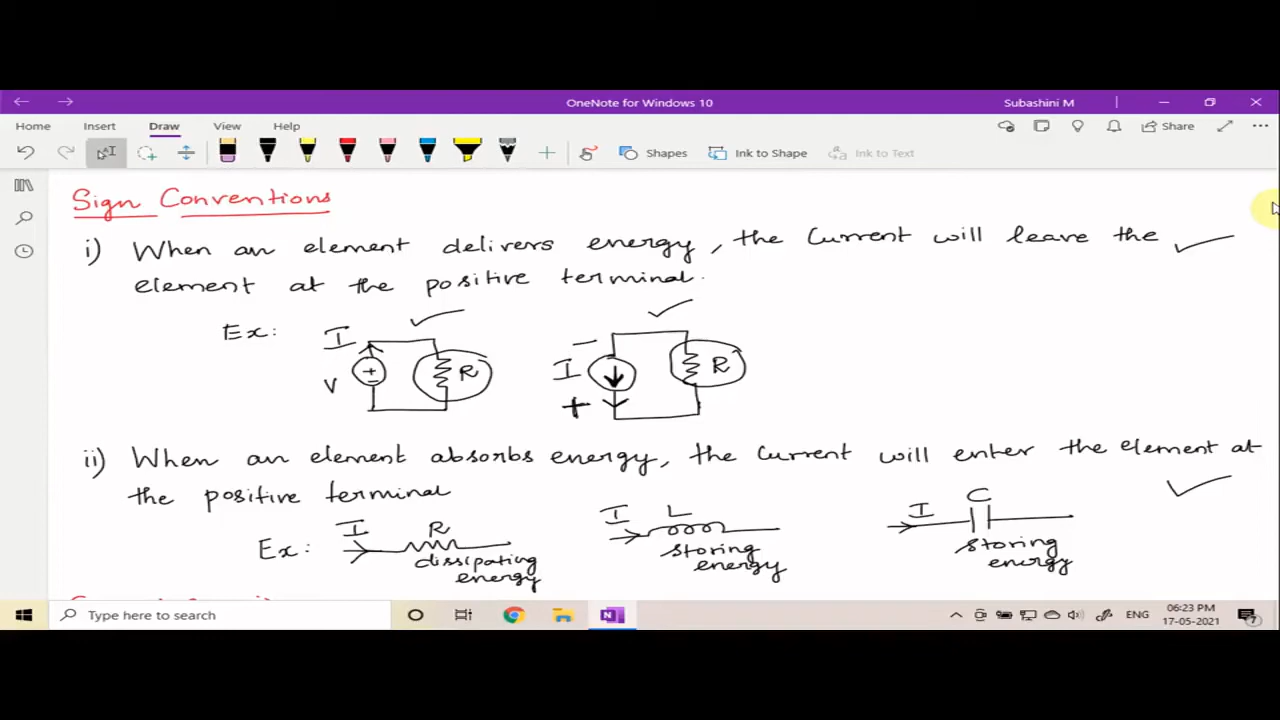 OneNote for Windows 10
Subashini M
Home Insert Draw View Help
Share
Shapes Ink to Shape Ink to Text
Sign Conventions
i) When an element delivers energy, the current will leave the
element at the positive terminal.
Ex: I V + - R
- I + R
ii) When an element absorbs energy, the current will enter the element at
the positive terminal
Ex: I R dissipating energy
I L storing energy
I C storing energy
Type here to search
ENG
06:23 PM
17-05-2021
7